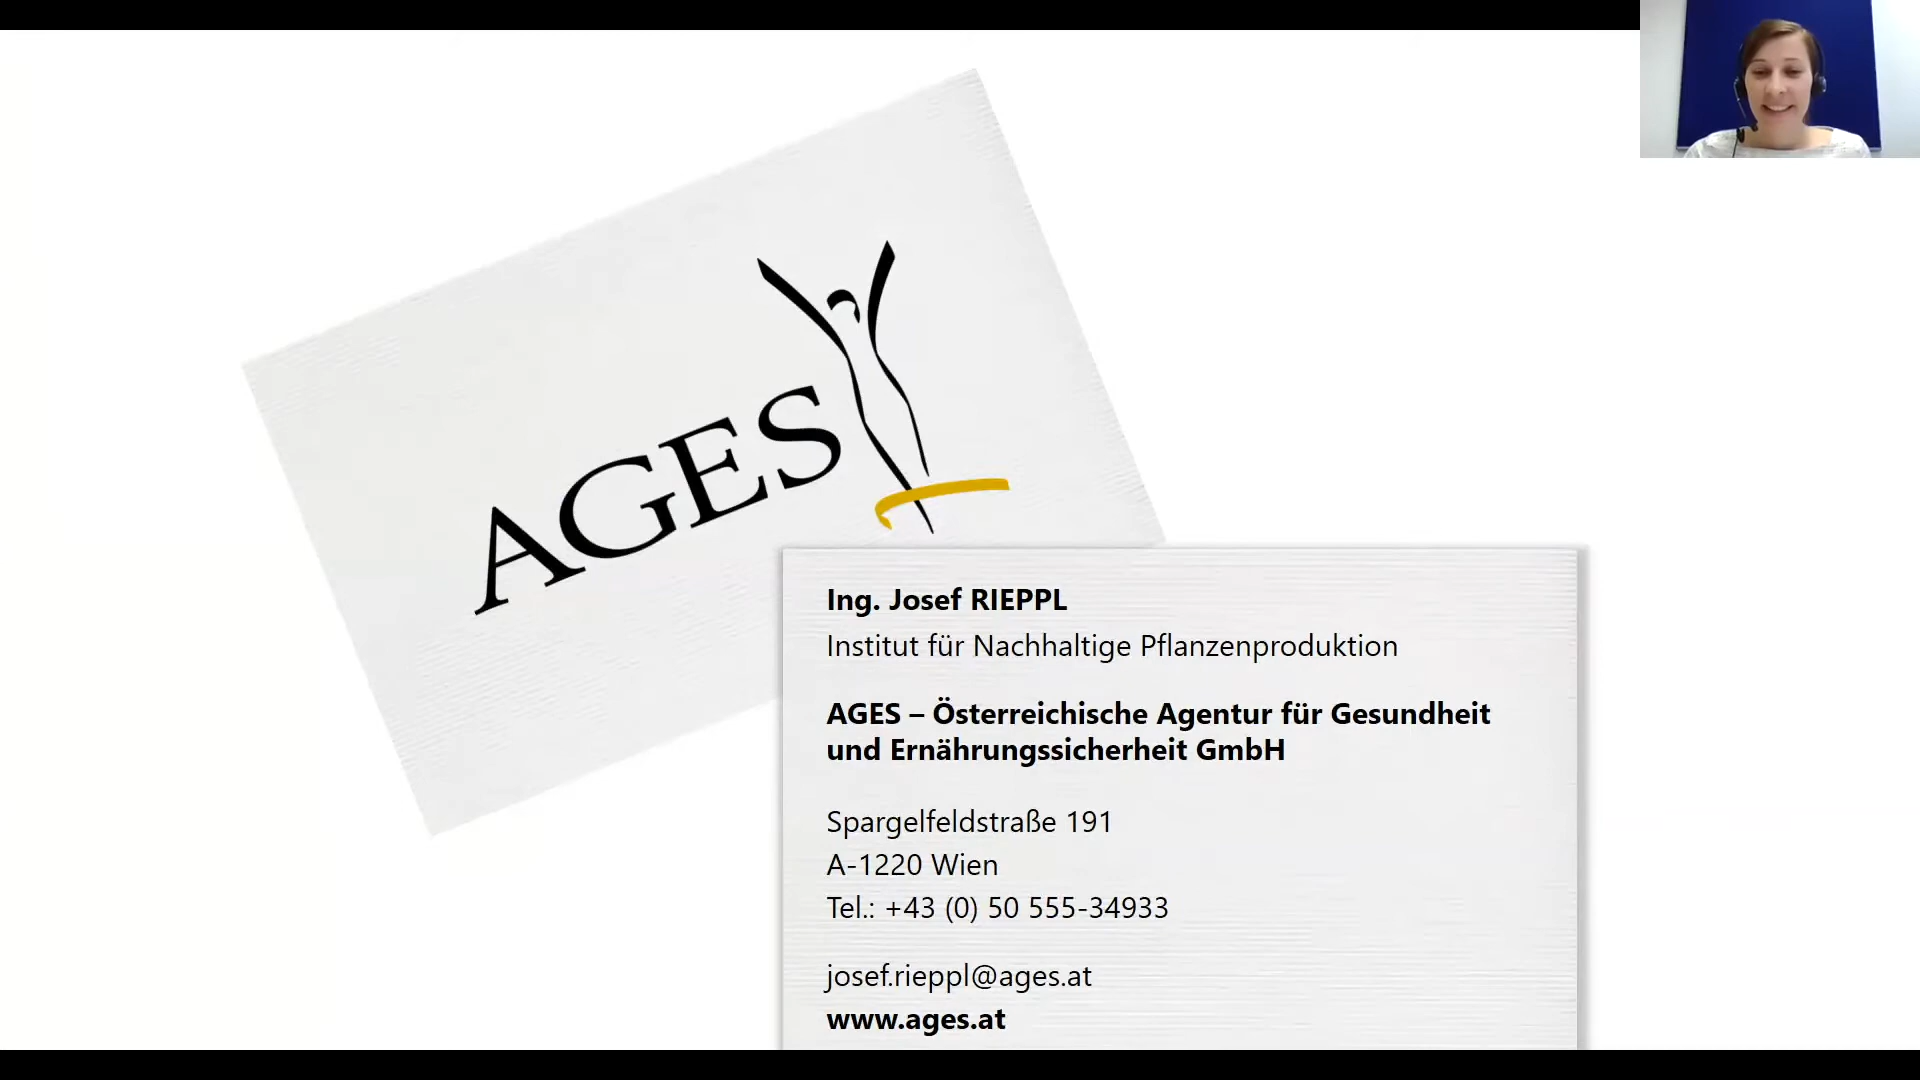 AGES
Ing. Josef RIEPPL
Institut für Nachhaltige Pflanzenproduktion
AGES – Österreichische Agentur für Gesundheit
und Ernährungssicherheit GmbH
Spargelfeldstraße 191
A-1220 Wien
Tel.: +43 (0) 50 555-34933
josef.rieppl@ages.at
www.ages.at